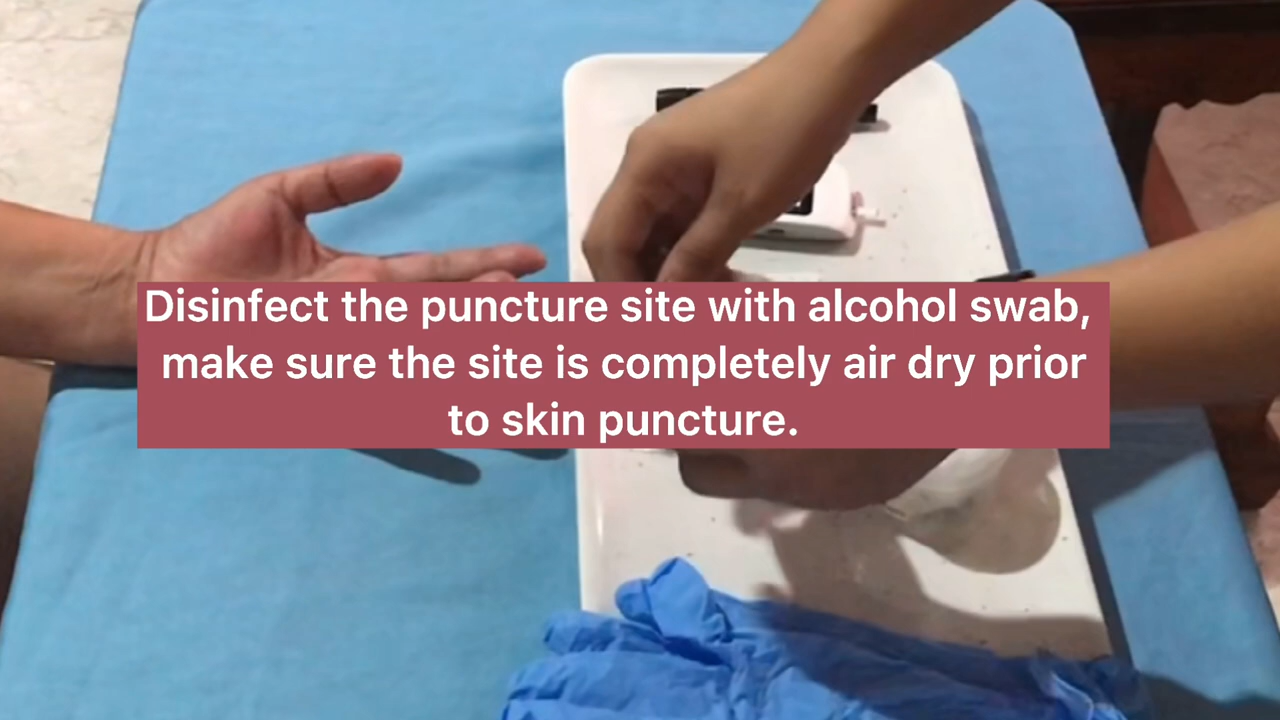 Disinfect the puncture site with alcohol swab,
make sure the site is completely air dry prior
to skin puncture.